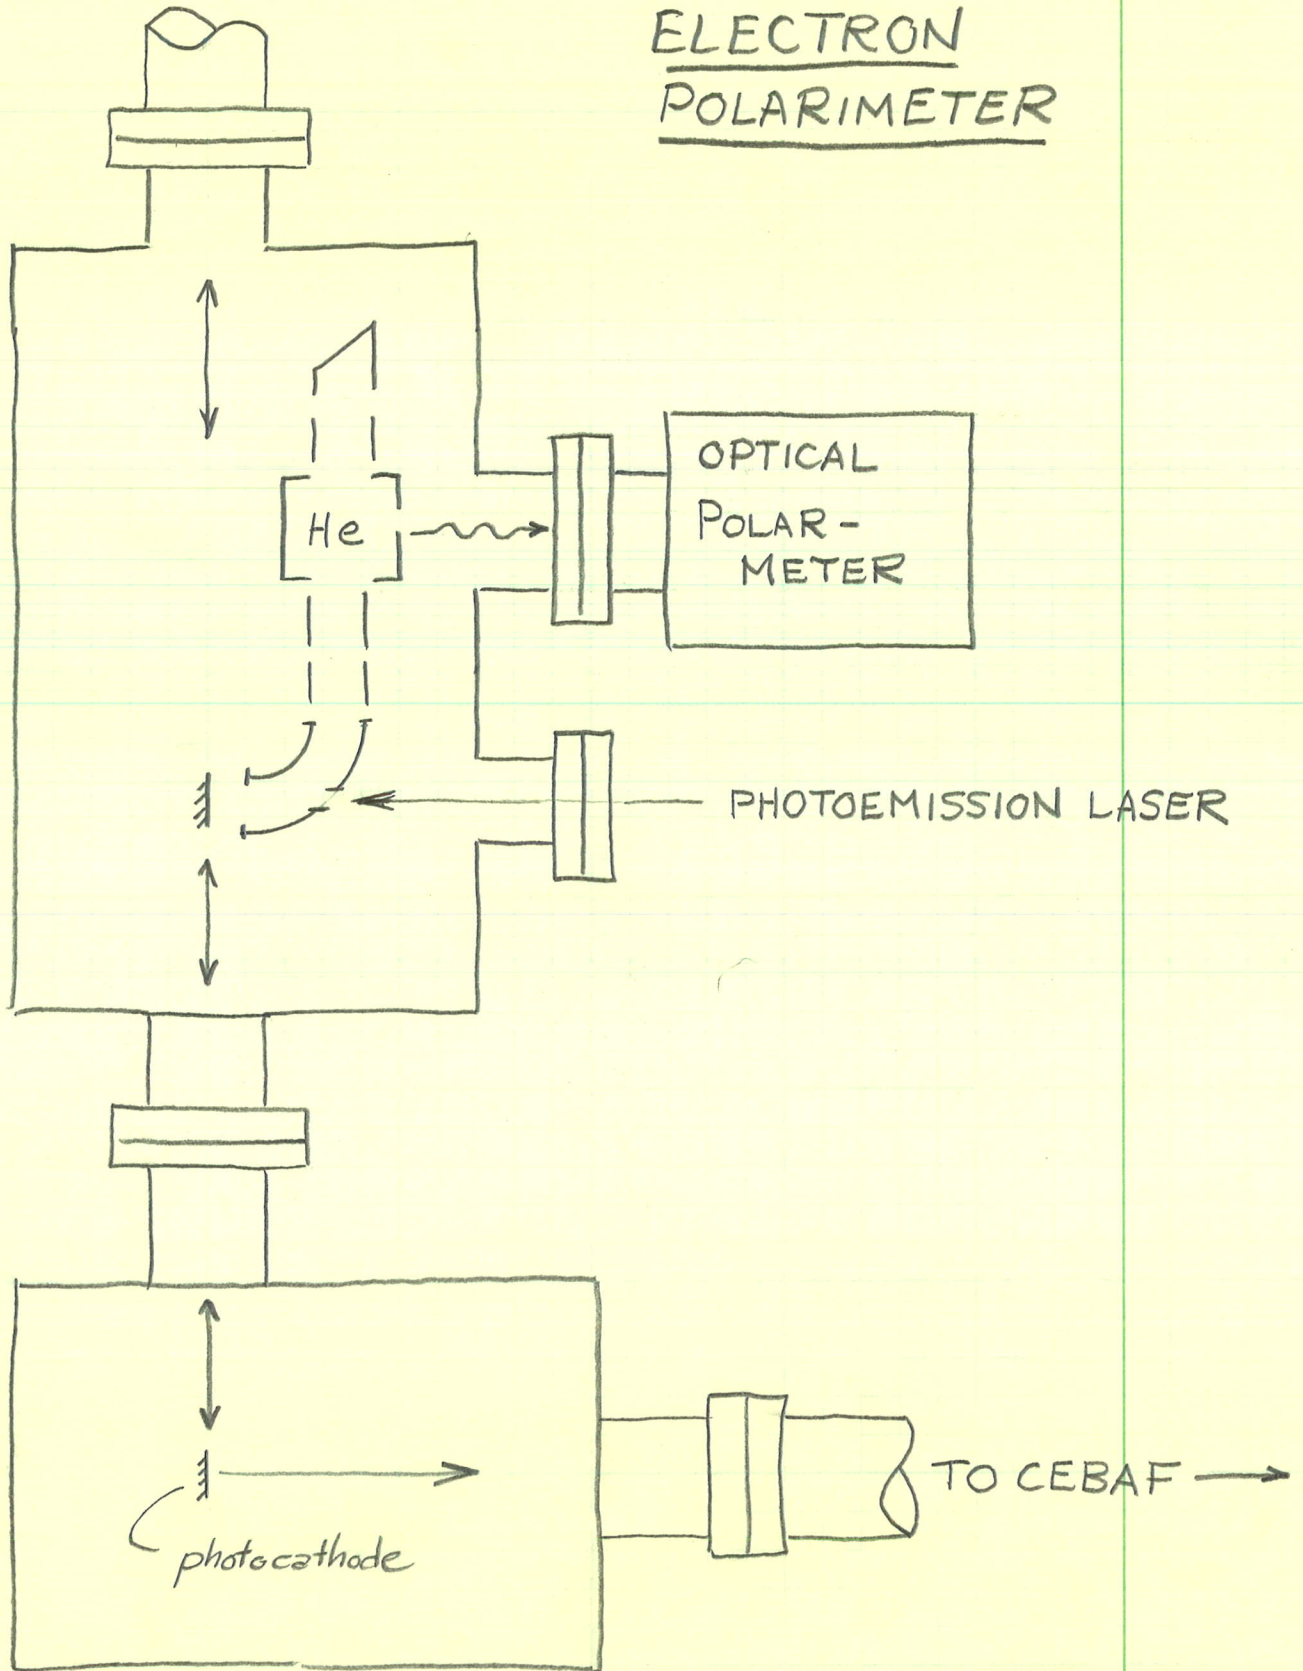 ELECTRON
POLARIMETER
OPTICAL
POLAR-
METER
He
PHOTOEMISSION LASER
TO CEBAF
photocathode